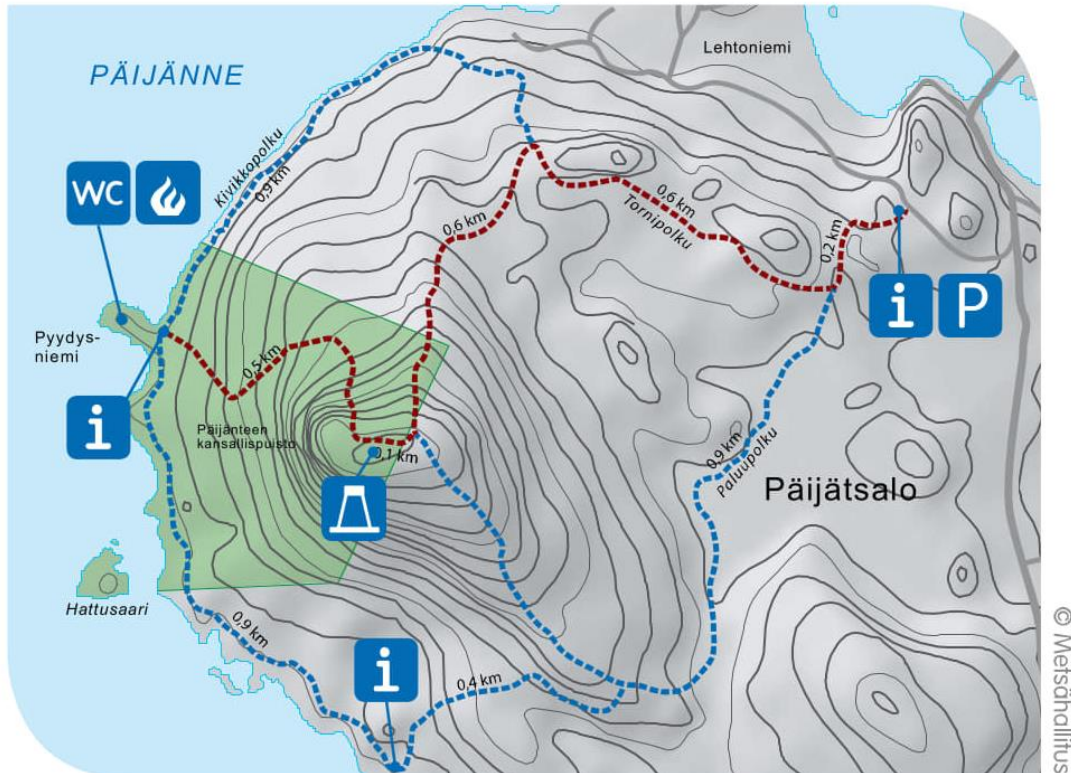 Lehtoniemi
PÄIJÄNNE
Kivikkopolku
0,9 km
WC
0,6 km
0,6 km
Tornipolku
0,2 km
i
P
Pyydys-
niemi
0,5 km
i
Päijänteen
kansallispuisto
0,1 km
0,9 km
Paluupolku
Päijätsalo
Hattusaari
0,9 km
i
0,4 km
© Metsähallitus